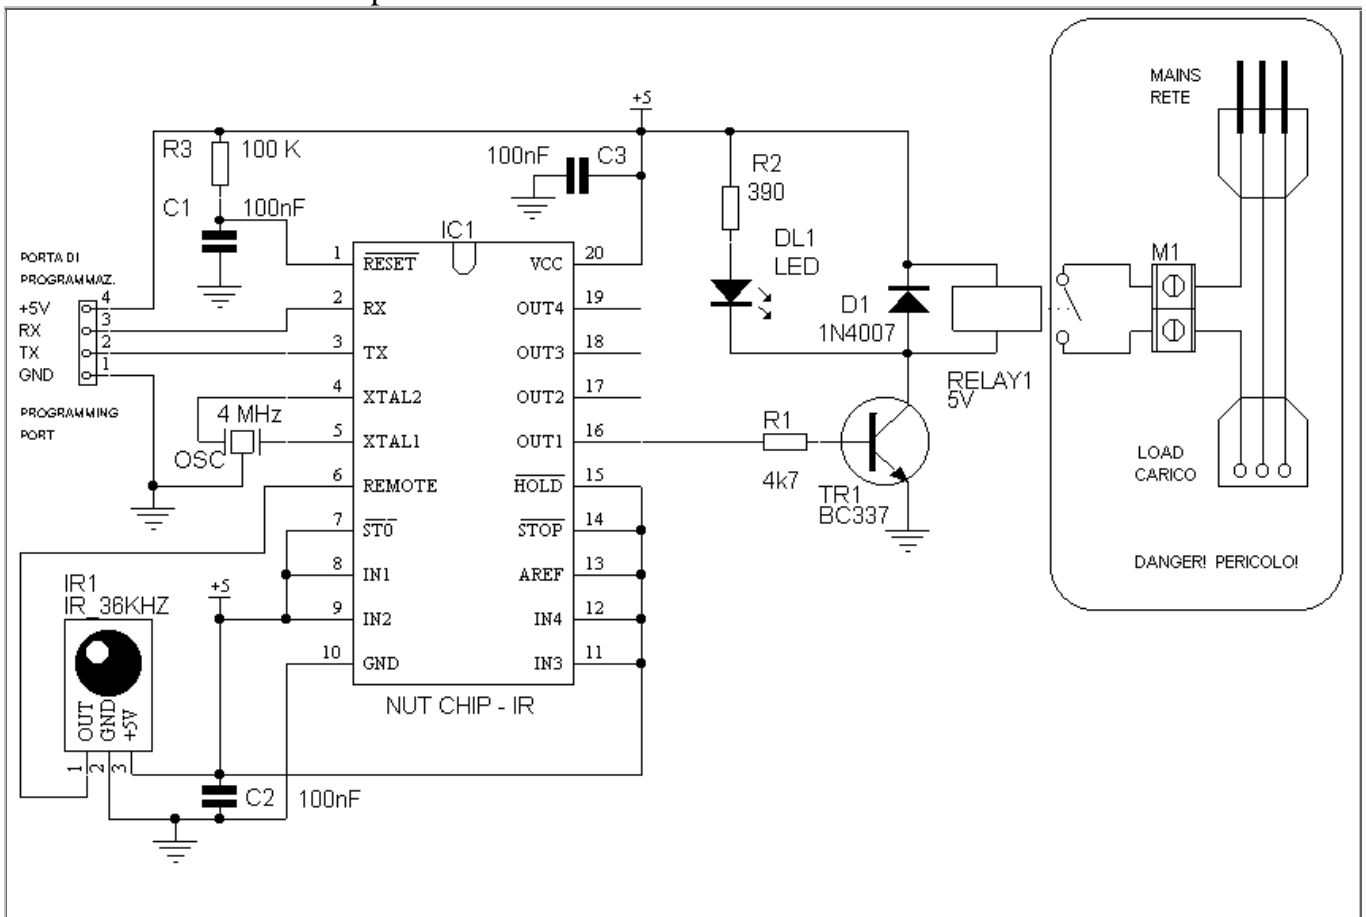 +5
MAINS
RETE
R3
100 K
100nF
C3
R2
390
C1
100nF
IC1
DL1
LED
M1
PORTA DI
PROGRAMMAZ.
+5V
RX
TX
GND
4
3
2
1
PROGRAMMING
PORT
4 MHz
OSC
1
2
3
4
5
6
7
8
9
10
RESET
RX
TX
XTAL2
XTAL1
REMOTE
ST0
IN1
IN2
GND
VCC
OUT4
OUT3
OUT2
OUT1
HOLD
STOP
AREF
IN4
IN3
20
19
18
17
16
15
14
13
12
11
NUT CHIP - IR
D1
1N4007
RELAY1
5V
R1
4k7
TR1
BC337
LOAD
CARICO
DANGER! PERICOLO!
IR1
IR_36KHZ
+5
OUT
GND
+5V
1
2
3
C2
100nF